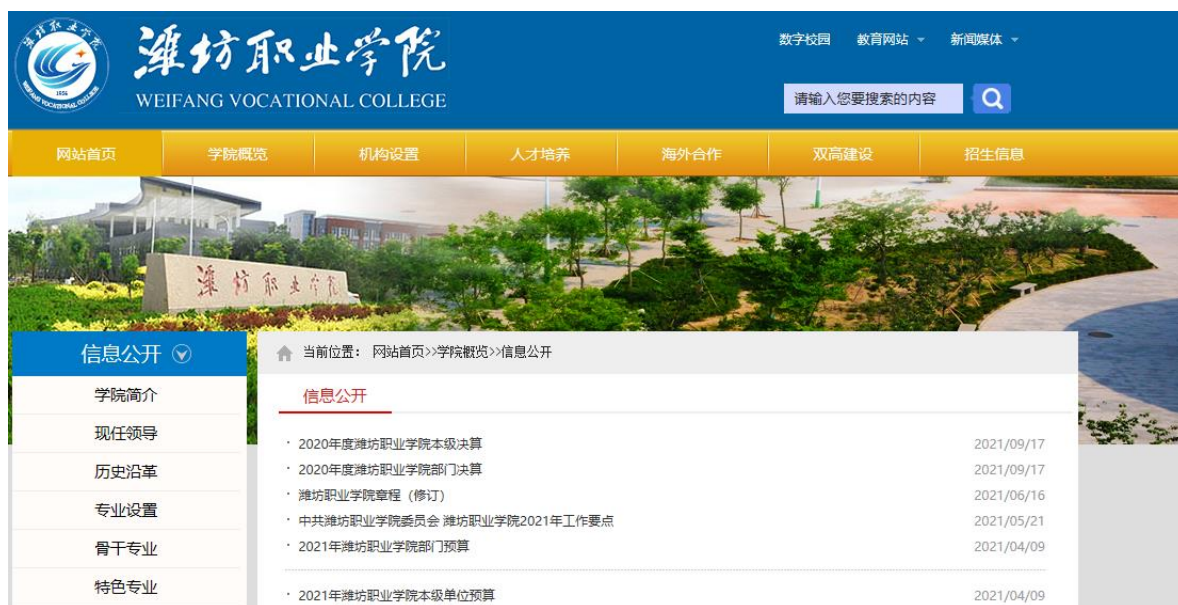 潍坊职业学院
WEIFANG VOCATIONAL COLLEGE
1956
WEIFANG VOCATIONAL COLLEGE
数字校园 教育网站 新闻媒体
请输入您要搜索的内容
网站首页 学院概览 机构设置 人才培养 海外合作 双高建设 招生信息
潍坊职业学院
信息公开
学院简介
现任领导
历史沿革
专业设置
骨干专业
特色专业
当前位置: 网站首页>>学院概览>>信息公开
信息公开
· 2020年度潍坊职业学院本级决算 2021/09/17
· 2020年度潍坊职业学院部门决算 2021/09/17
· 潍坊职业学院章程（修订） 2021/06/16
· 中共潍坊职业学院委员会 潍坊职业学院2021年工作要点 2021/05/21
· 2021年潍坊职业学院部门预算 2021/04/09
· 2021年潍坊职业学院本级单位预算 2021/04/09